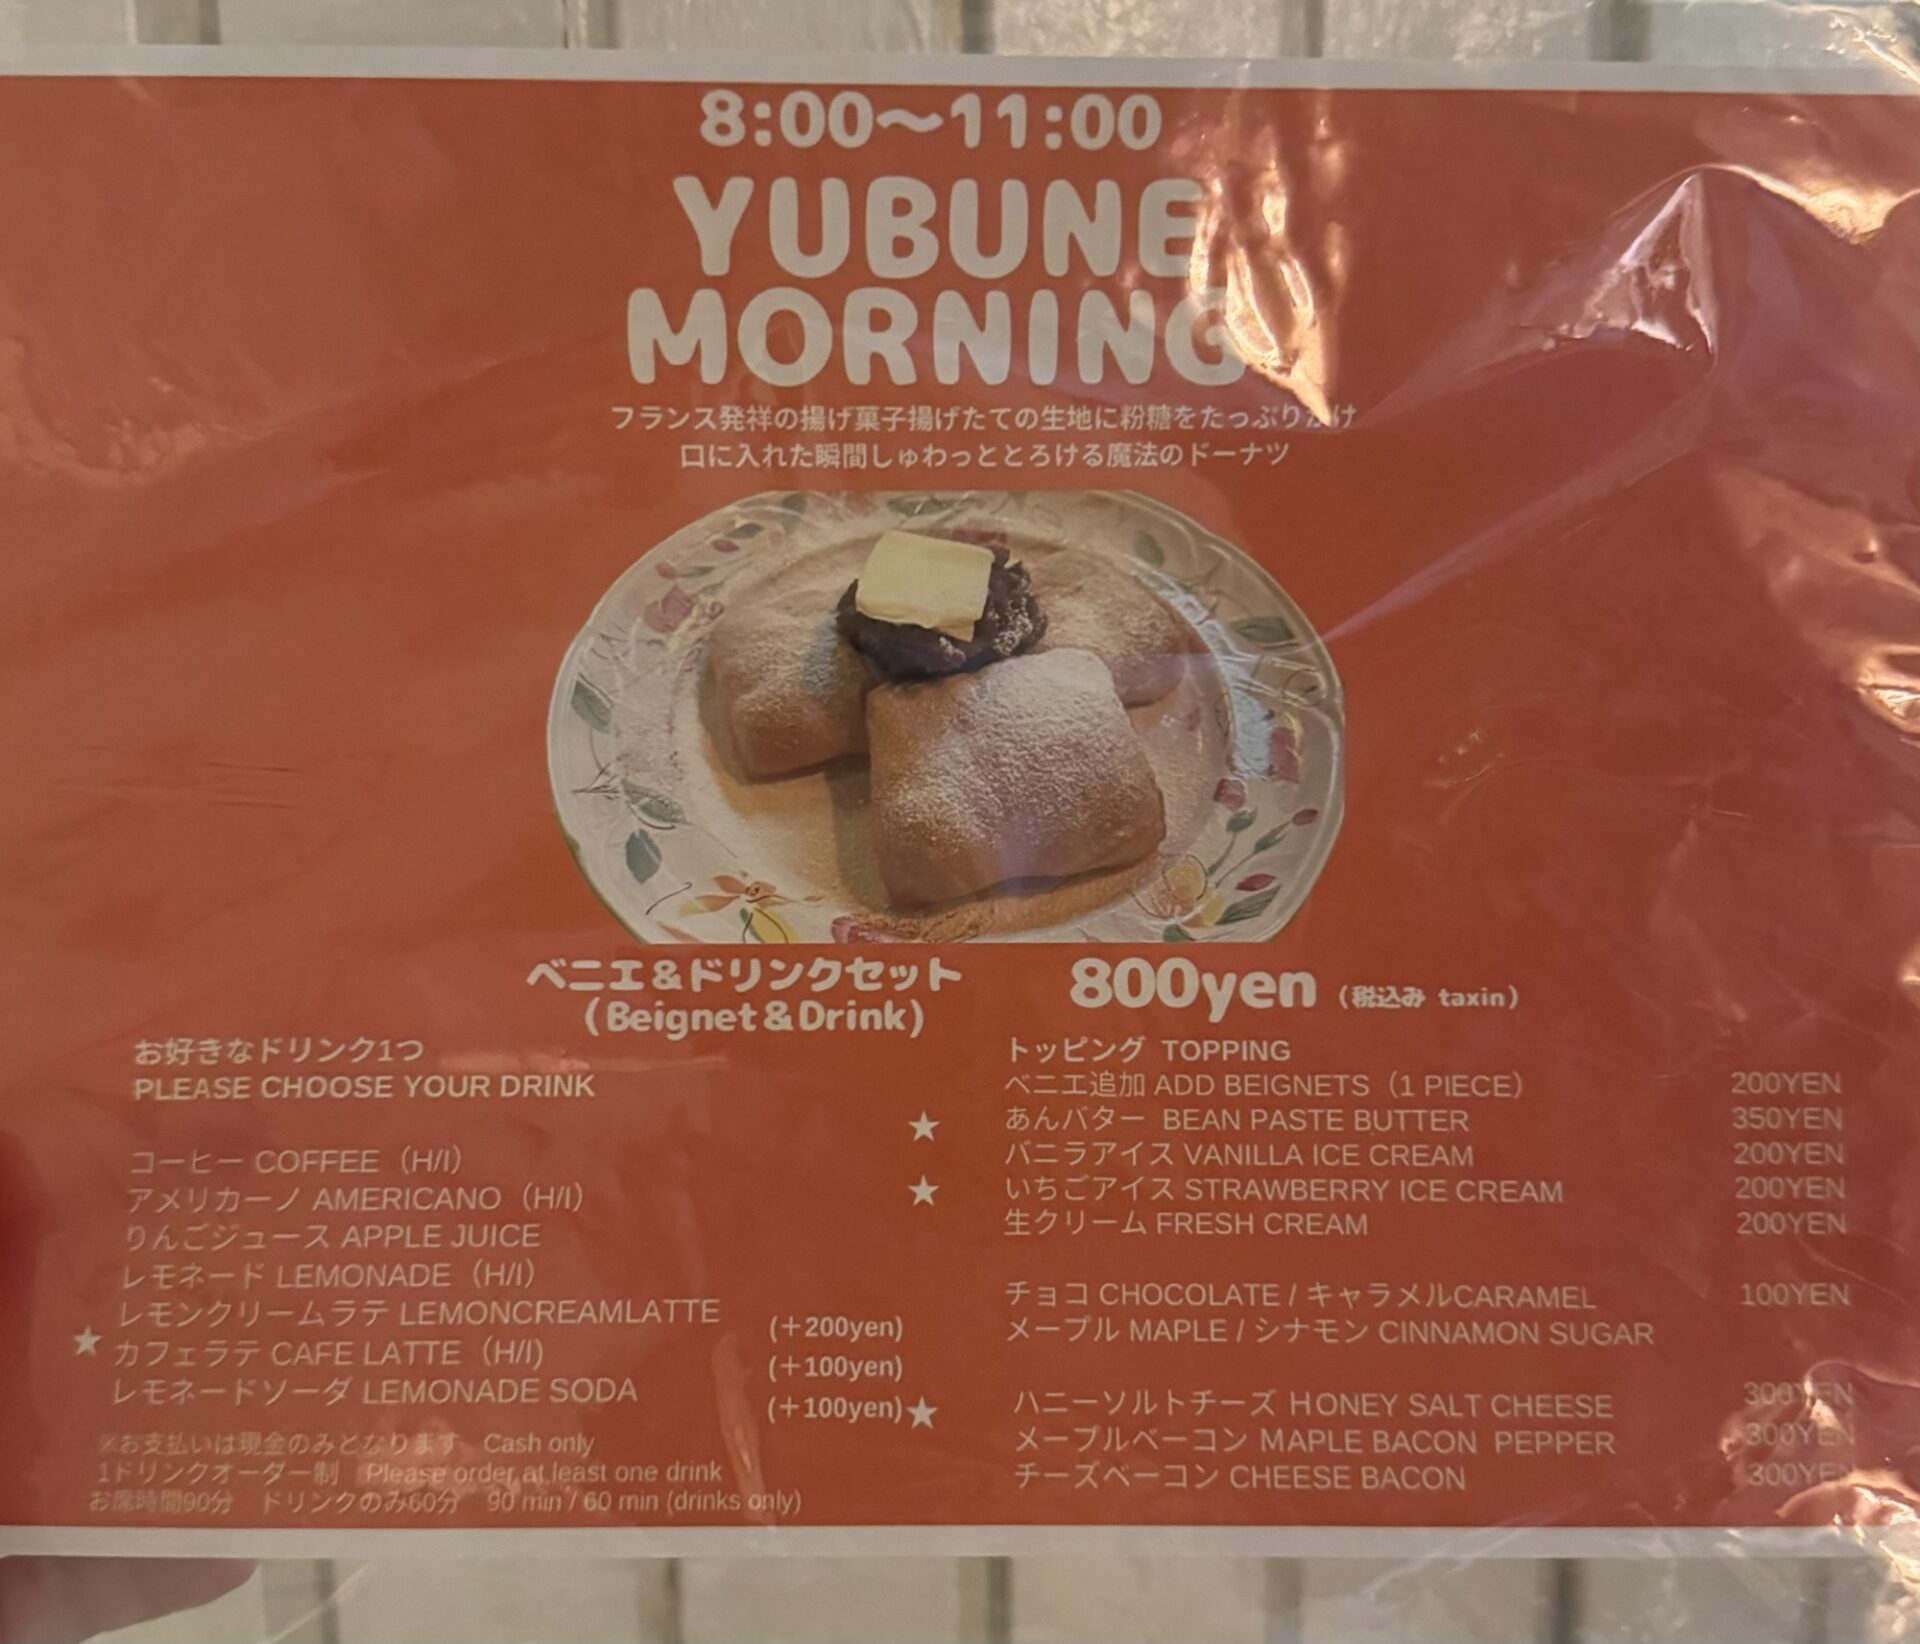 8:00〜11:00
YUBUNE
MORNING
フランス発祥の揚げ菓子揚げたての生地に粉糖をたっぷりかけ
口に入れた瞬間しゅわっととろける魔法のドーナツ
ベニエ&ドリンクセット 800yen (税込み taxin)
(Beignet&Drink)
お好きなドリンク1つ
PLEASE CHOOSE YOUR DRINK
コーヒー COFFEE（H/I）
アメリカーノ AMERICANO（H/I）
りんごジュース APPLE JUICE
レモネード LEMONADE（H/I）
レモンクリームラテ LEMONCREAMLATTE (+200yen)
★ カフェラテ CAFE LATTE（H/I) (+100yen)
レモネードソーダ LEMONADE SODA (+100yen)
※お支払いは現金のみとなります Cash only
1ドリンクオーダー制 Please order at least one drink
お席時間90分 ドリンクのみ60分 90 min / 60 min (drinks only)
トッピング TOPPING
ベニエ追加 ADD BEIGNETS（1 PIECE） 200YEN
★ あんバター BEAN PASTE BUTTER 350YEN
バニラアイス VANILLA ICE CREAM 200YEN
★ いちごアイス STRAWBERRY ICE CREAM 200YEN
生クリーム FRESH CREAM 200YEN
チョコ CHOCOLATE / キャラメルCARAMEL 100YEN
メープル MAPLE / シナモン CINNAMON SUGAR
★ ハニーソルトチーズ HONEY SALT CHEESE 300YEN
メープルベーコン MAPLE BACON PEPPER 300YEN
チーズベーコン CHEESE BACON 300YEN